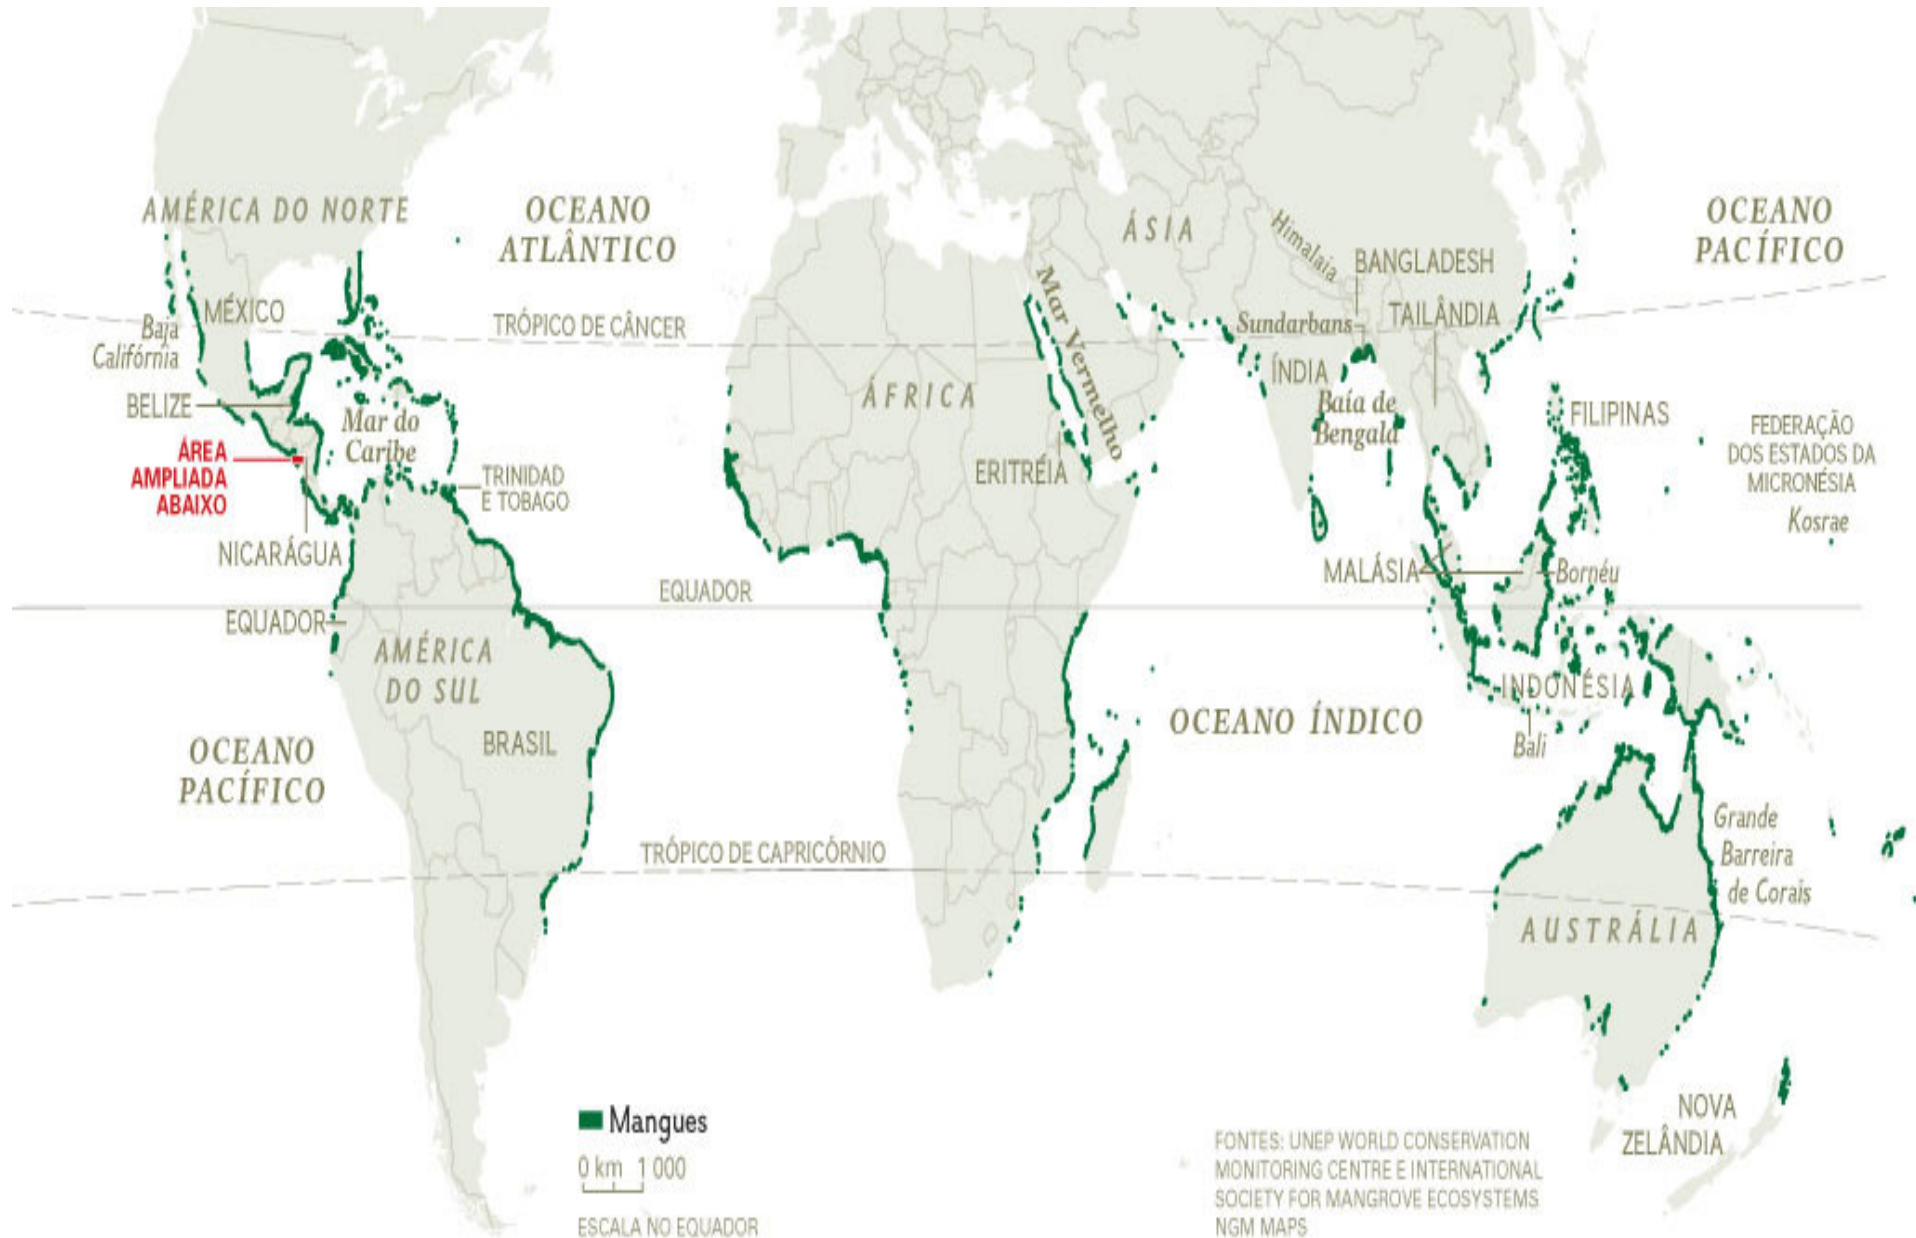 AMÉRICA DO NORTE
OCEANO
ATLÂNTICO
ÁSIA
Himalaia
OCEANO
PACÍFICO
BANGLADESH
MÉXICO
Baja
Califórnia
TRÓPICO DE CÂNCER
Mar Vermelho
Sundarbans
TAILÂNDIA
ÍNDIA
BELIZE
Mar do
Caribe
ÁFRICA
Baía de
Bengala
FILIPINAS
FEDERAÇÃO
DOS ESTADOS DA
MICRONÉSIA
Kosrae
ÁREA
AMPLIADA
ABAIXO
TRINIDAD
E TOBAGO
ERITRÉIA
NICARÁGUA
MALÁSIA
Bornéu
EQUADOR
EQUADOR
AMÉRICA
DO SUL
INDONÉSIA
BRASIL
OCEANO ÍNDICO
Bali
OCEANO
PACÍFICO
TRÓPICO DE CAPRICÓRNIO
Grande
Barreira
de Corais
AUSTRÁLIA
Mangues
0 km 1 000
ESCALA NO EQUADOR
NOVA
ZELÂNDIA
FONTES: UNEP WORLD CONSERVATION
MONITORING CENTRE E INTERNATIONAL
SOCIETY FOR MANGROVE ECOSYSTEMS
NGM MAPS